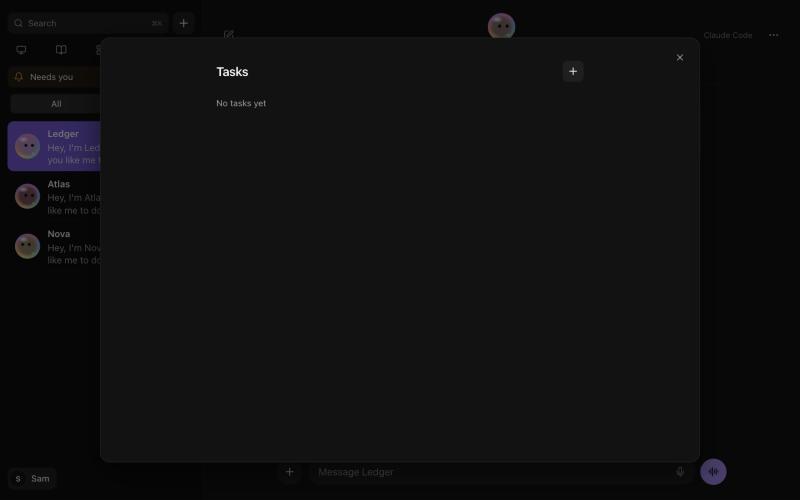 Search
⌘K
Claude Code
Needs you
All
Tasks
No tasks yet
Ledger
Hey, I'm Led
you like me t
Atlas
Hey, I'm Atla
like me to do
Nova
Hey, I'm Nov
like me to do
S
Sam
Message Ledger